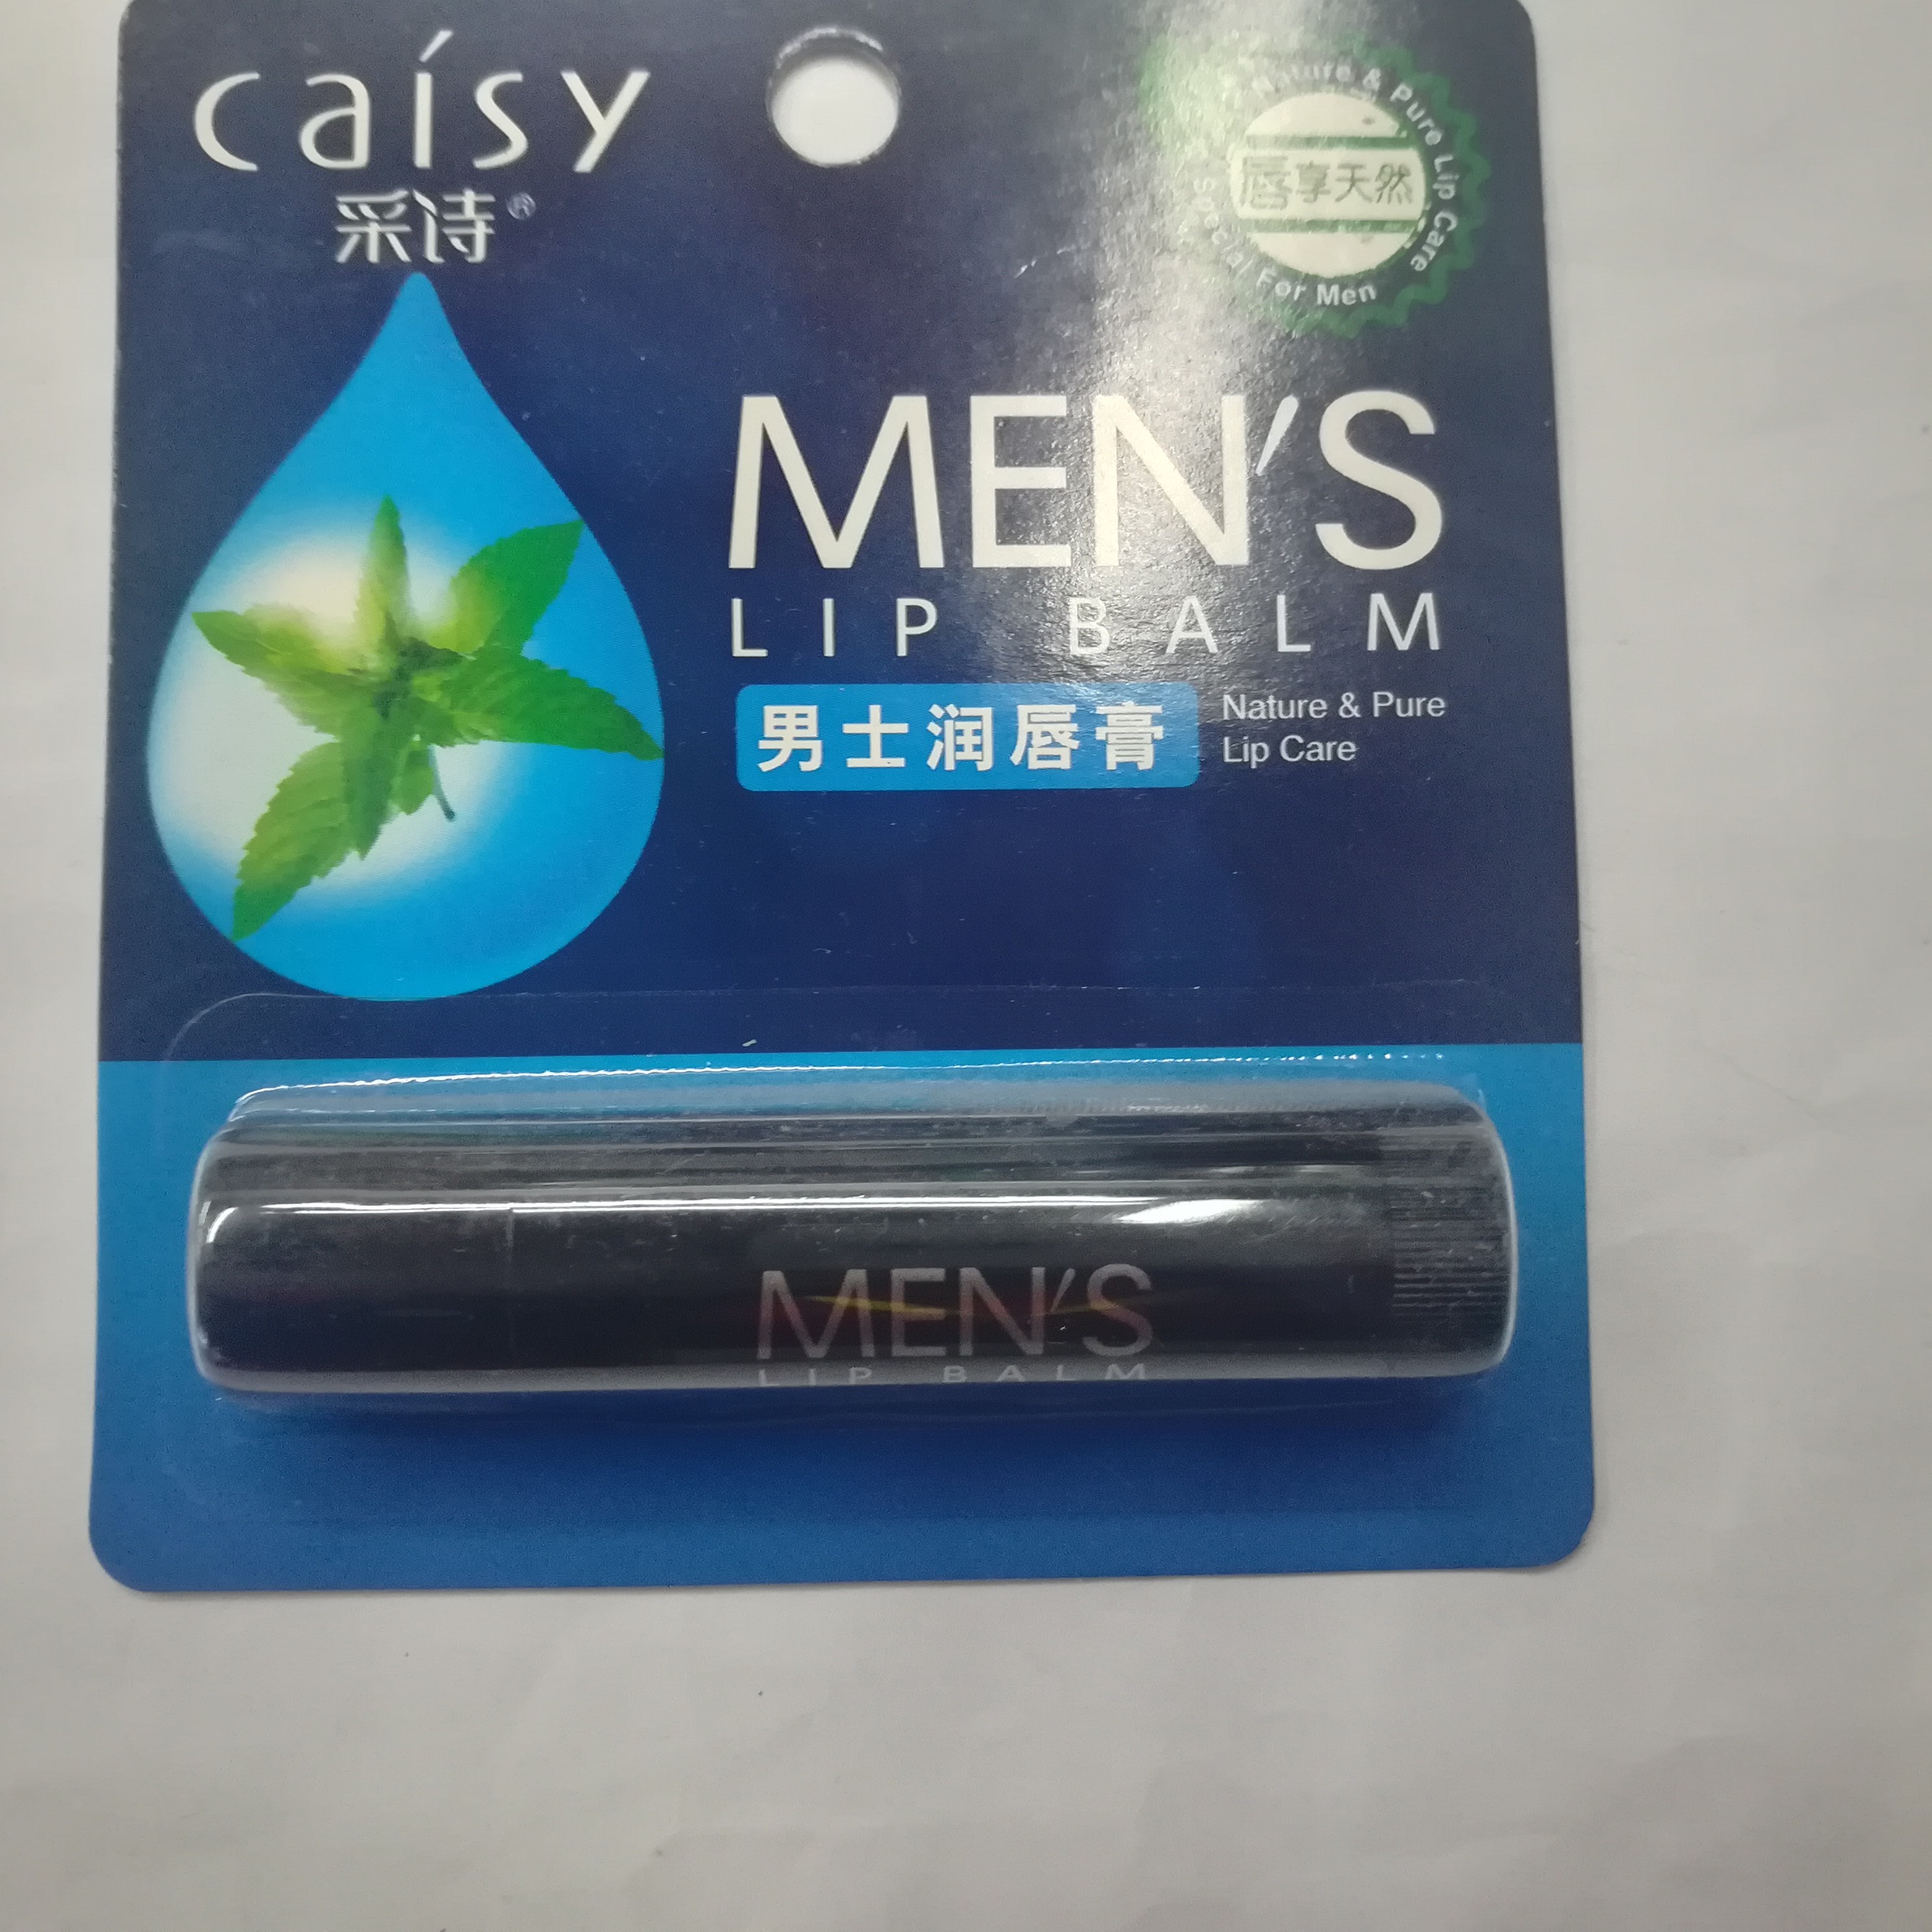 caísy
采诗®
Nature & Pure Lip Care
唇享天然
Special For Men
MEN'S
LIP BALM
男士润唇膏
Nature & Pure
Lip Care
MEN'S
LIP BALM